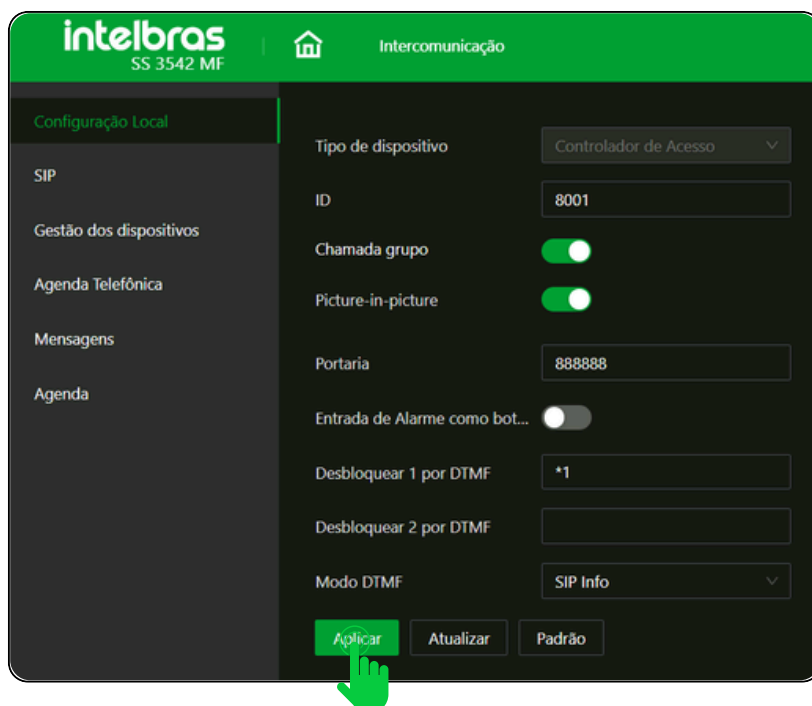 intelbras
SS 3542 MF
Intercomunicação
Configuração Local
SIP
Gestão dos dispositivos
Agenda Telefônica
Mensagens
Agenda
Tipo de dispositivo
Controlador de Acesso
ID
8001
Chamada grupo
Picture-in-picture
Portaria
888888
Entrada de Alarme como bot...
Desbloquear 1 por DTMF
*1
Desbloquear 2 por DTMF
Modo DTMF
SIP Info
Aplicar
Atualizar
Padrão